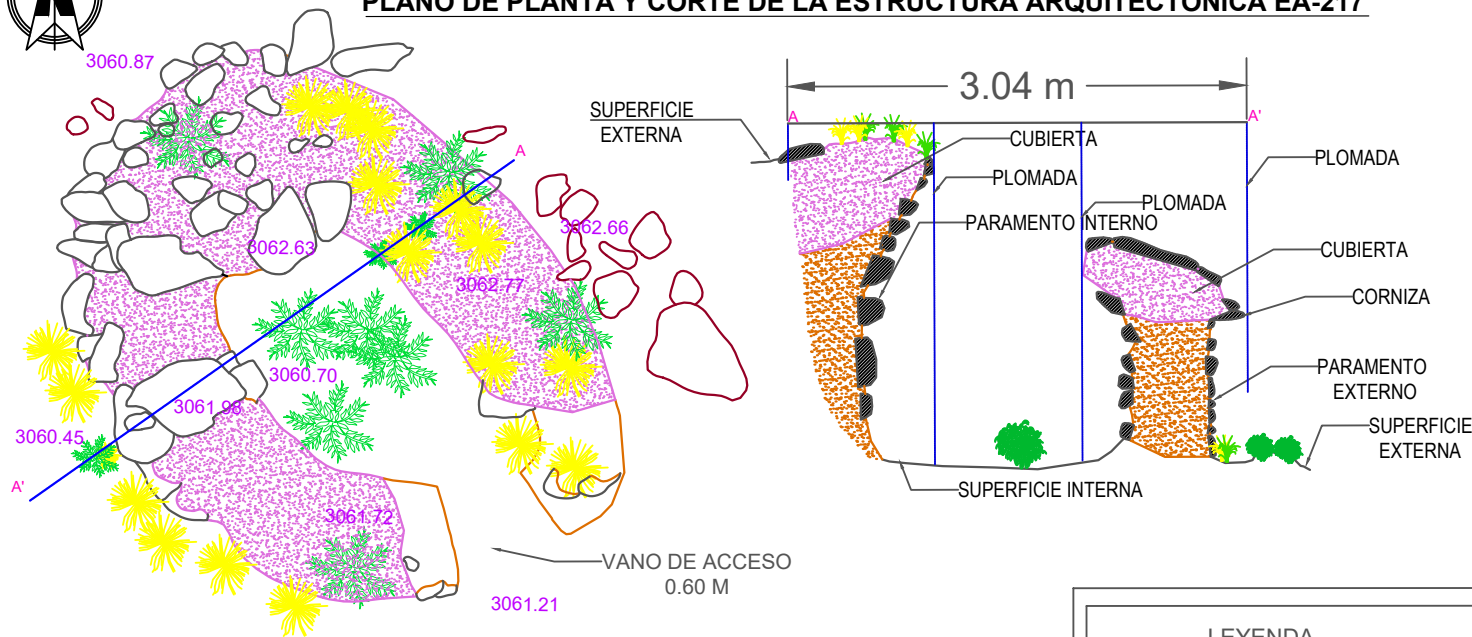 PLANO DE PLANTA Y CORTE DE LA ESTRUCTURA ARQUITECTÓNICA EA-217
3060.87
A
3062.66
3062.63
3062.77
3060.70
3061.98
3060.45
A'
3061.72
VANO DE ACCESO
0.60 M
3061.21
3.04 m
A
A'
SUPERFICIE
EXTERNA
CUBIERTA
PLOMADA
PLOMADA
PLOMADA
PARAMENTO INTERNO
CUBIERTA
CORNIZA
PARAMENTO
EXTERNO
SUPERFICIE
EXTERNA
SUPERFICIE INTERNA
LEYENDA